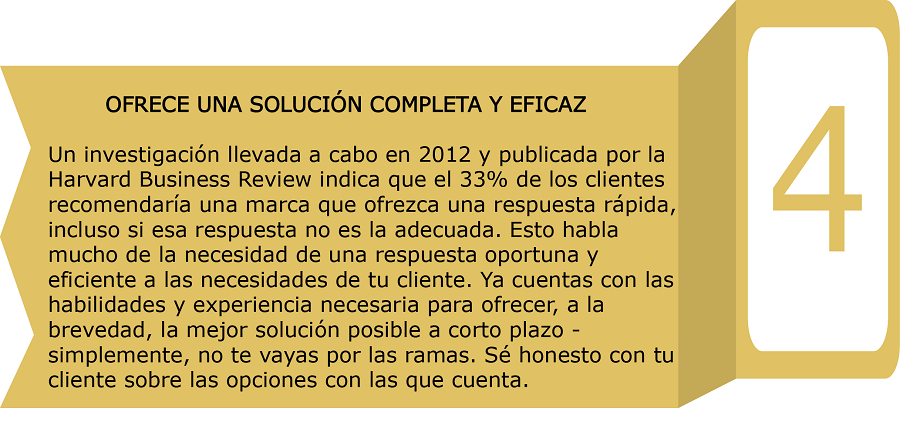 OFRECE UNA SOLUCIÓN COMPLETA Y EFICAZ
Un investigación llevada a cabo en 2012 y publicada por la
Harvard Business Review indica que el 33% de los clientes
recomendaría una marca que ofrezca una respuesta rápida,
incluso si esa respuesta no es la adecuada. Esto habla
mucho de la necesidad de una respuesta oportuna y
eficiente a las necesidades de tu cliente. Ya cuentas con las
habilidades y experiencia necesaria para ofrecer, a la
brevedad, la mejor solución posible a corto plazo -
simplemente, no te vayas por las ramas. Sé honesto con tu
cliente sobre las opciones con las que cuenta.
4